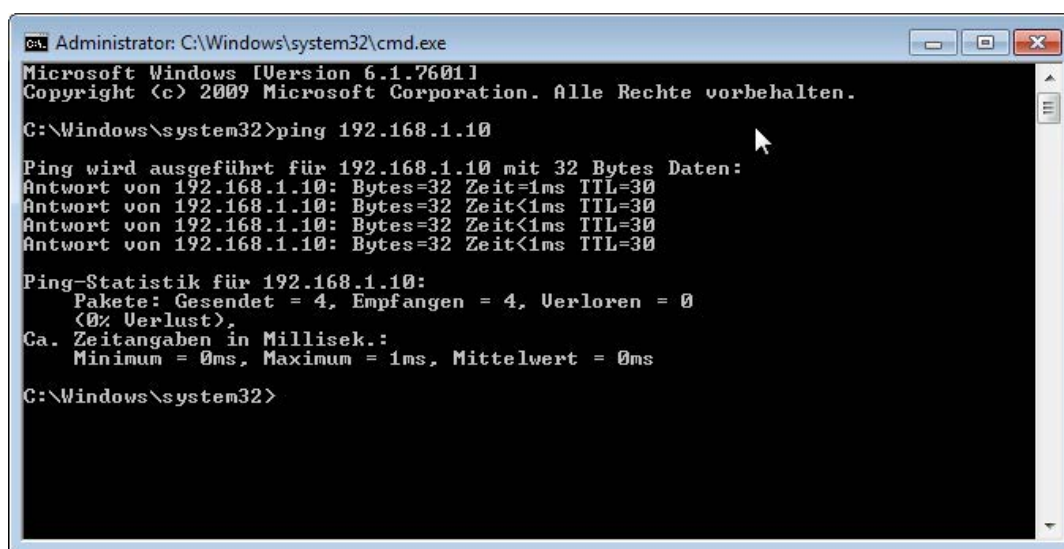 Administrator: C:\Windows\system32\cmd.exe
Microsoft Windows [Version 6.1.7601]
Copyright (c) 2009 Microsoft Corporation. Alle Rechte vorbehalten.
C:\Windows\system32>ping 192.168.1.10
Ping wird ausgeführt für 192.168.1.10 mit 32 Bytes Daten:
Antwort von 192.168.1.10: Bytes=32 Zeit=1ms TTL=30
Antwort von 192.168.1.10: Bytes=32 Zeit<1ms TTL=30
Antwort von 192.168.1.10: Bytes=32 Zeit<1ms TTL=30
Antwort von 192.168.1.10: Bytes=32 Zeit<1ms TTL=30
Ping-Statistik für 192.168.1.10:
Pakete: Gesendet = 4, Empfangen = 4, Verloren = 0
(0% Verlust),
Ca. Zeitangaben in Millisek.:
Minimum = 0ms, Maximum = 1ms, Mittelwert = 0ms
C:\Windows\system32>